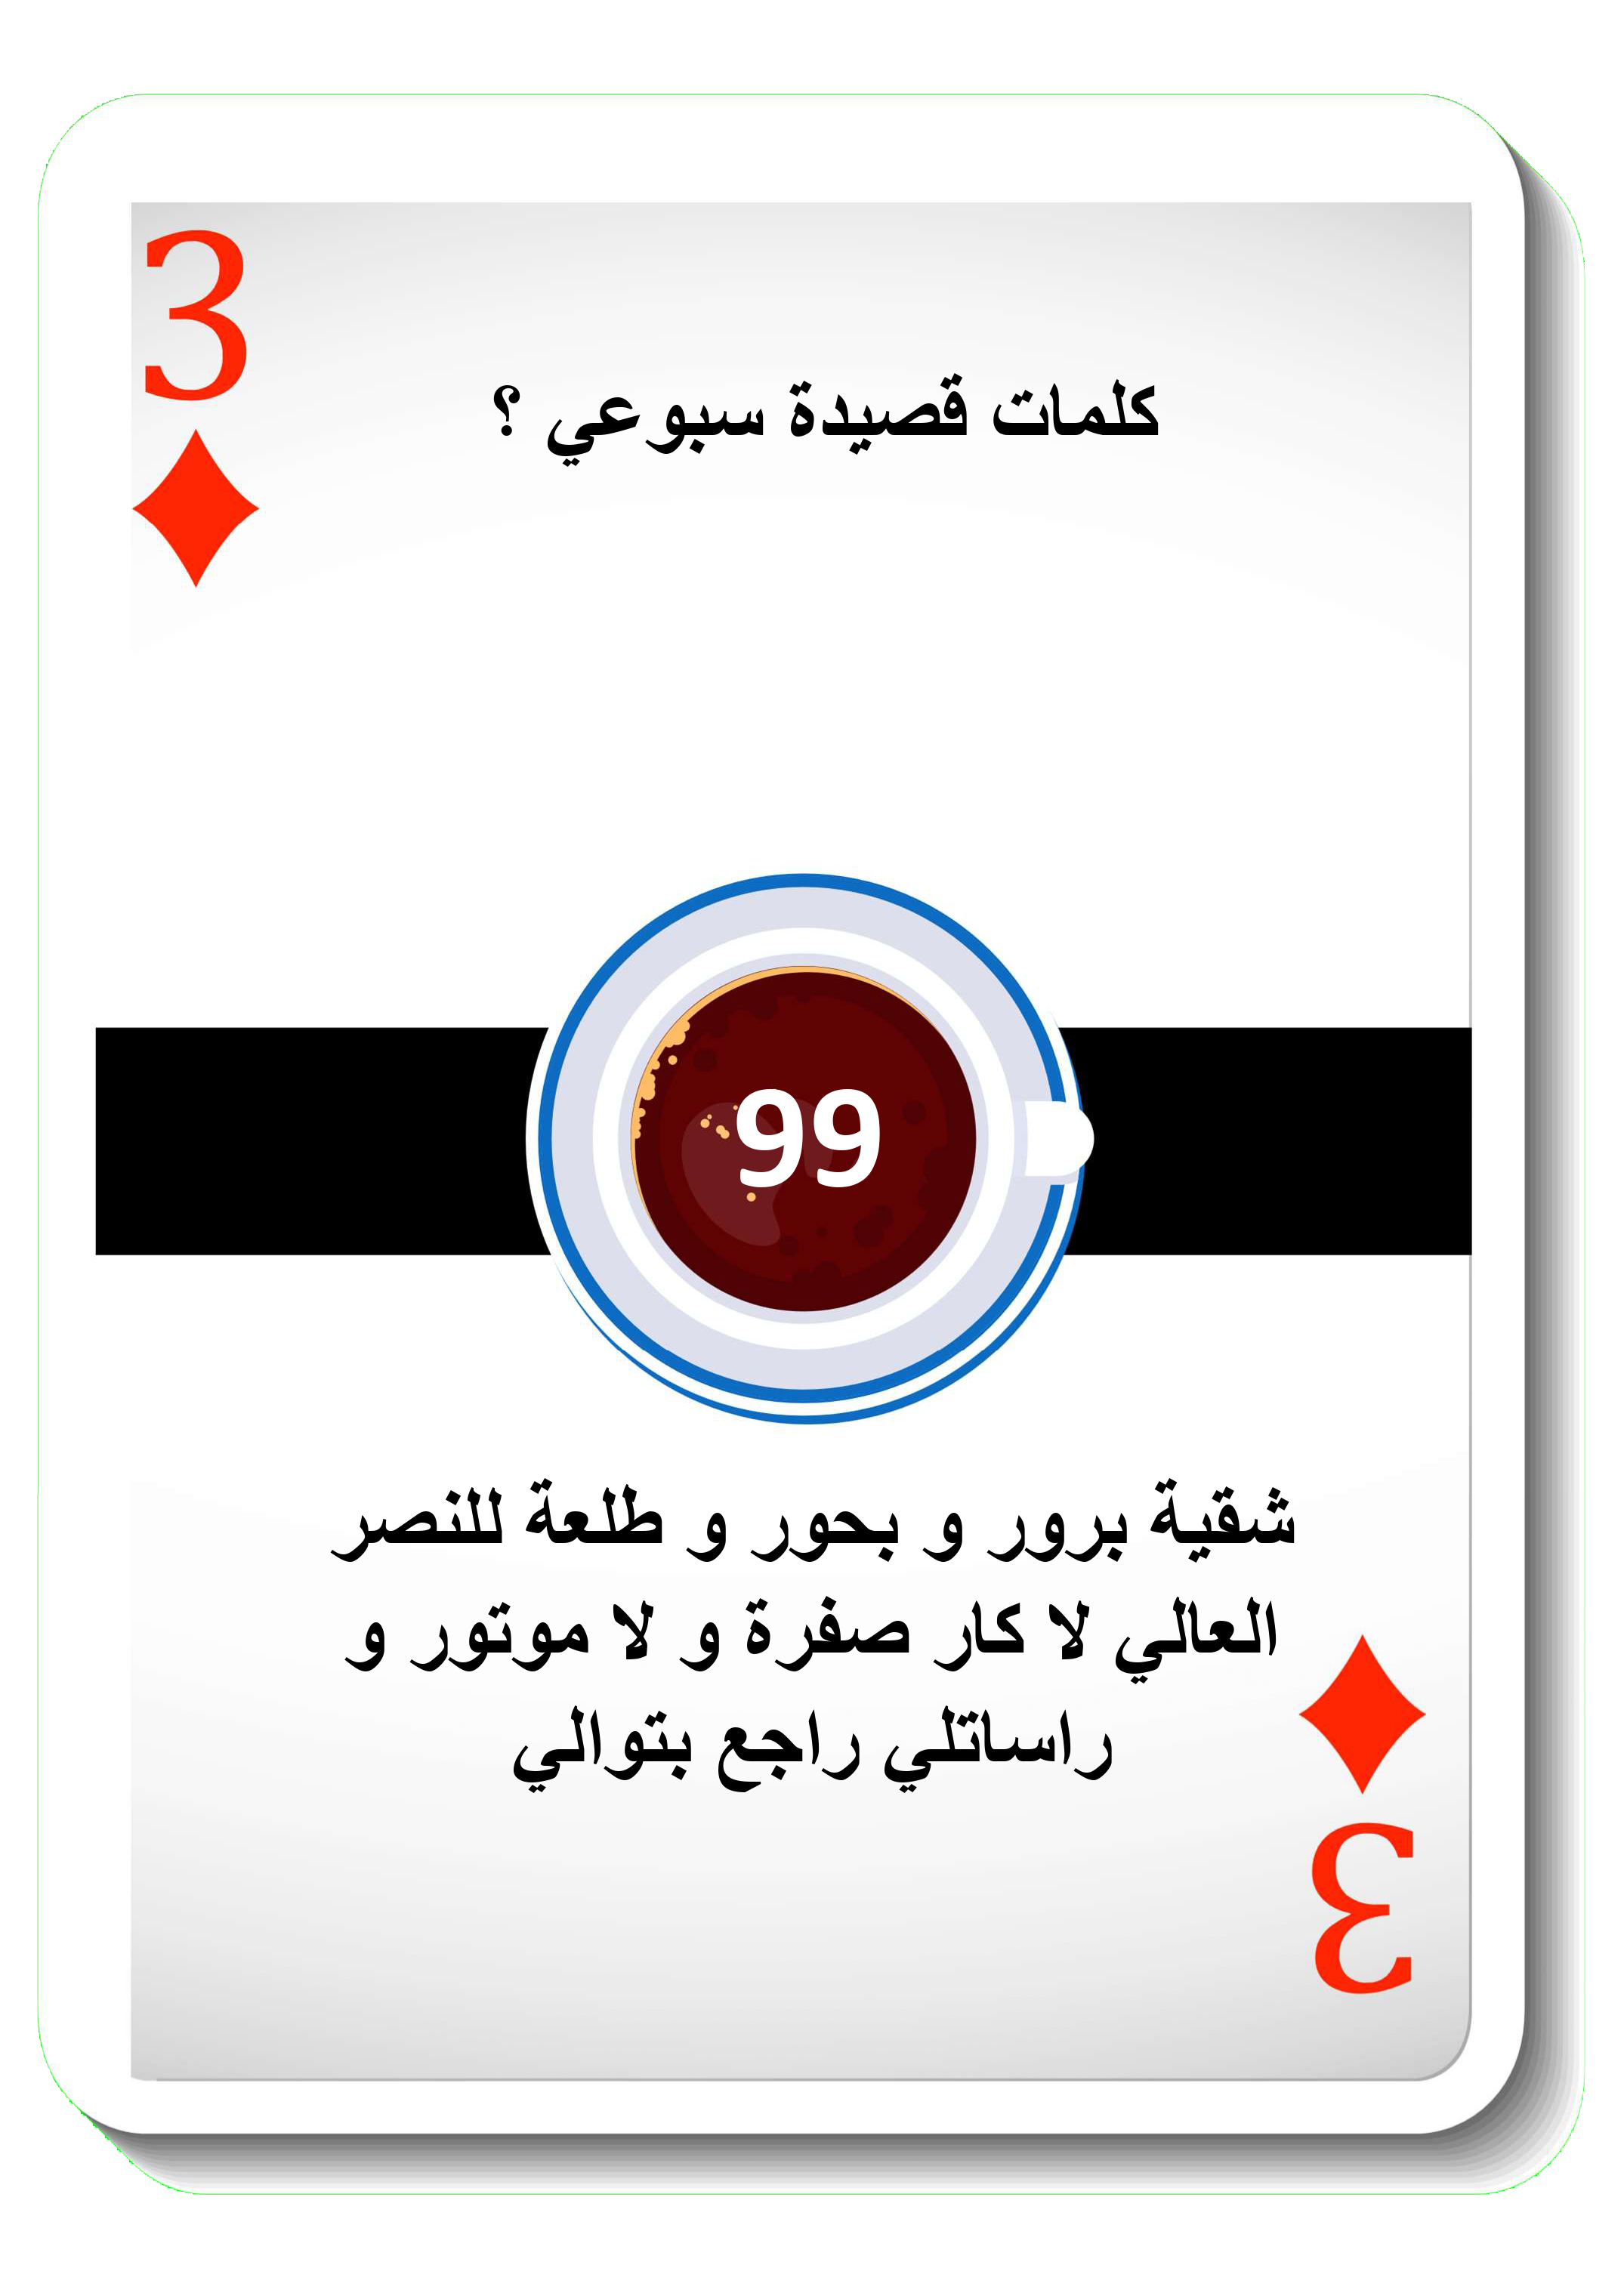 3
كلمات قصيدة سبوعي ؟
99
شقية برور و بحور و طلعة للنصر
العالي لا كار صفرة و لا موتور و
راساتلي راجع بتوالي
3